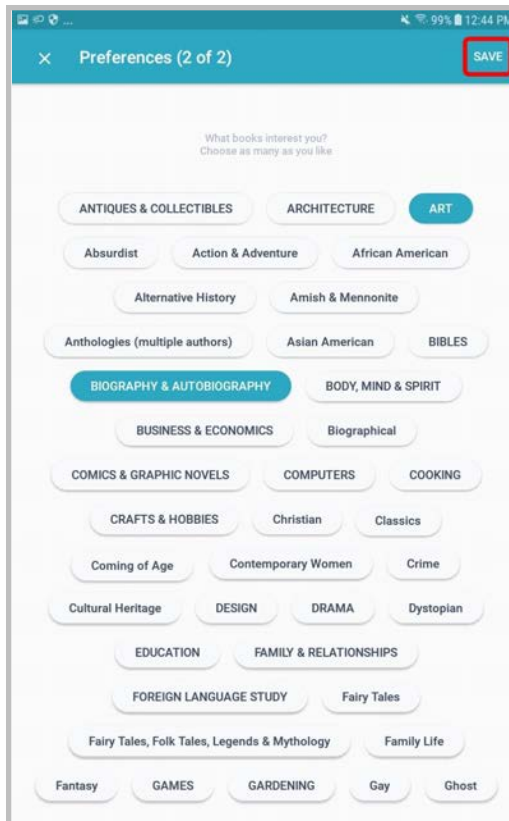 ... 99% 12:44 PM
× Preferences (2 of 2) SAVE
What books interest you?
Choose as many as you like
ANTIQUES & COLLECTIBLES ARCHITECTURE ART
Absurdist Action & Adventure African American
Alternative History Amish & Mennonite
Anthologies (multiple authors) Asian American BIBLES
BIOGRAPHY & AUTOBIOGRAPHY BODY, MIND & SPIRIT
BUSINESS & ECONOMICS Biographical
COMICS & GRAPHIC NOVELS COMPUTERS COOKING
CRAFTS & HOBBIES Christian Classics
Coming of Age Contemporary Women Crime
Cultural Heritage DESIGN DRAMA Dystopian
EDUCATION FAMILY & RELATIONSHIPS
FOREIGN LANGUAGE STUDY Fairy Tales
Fairy Tales, Folk Tales, Legends & Mythology Family Life
Fantasy GAMES GARDENING Gay Ghost